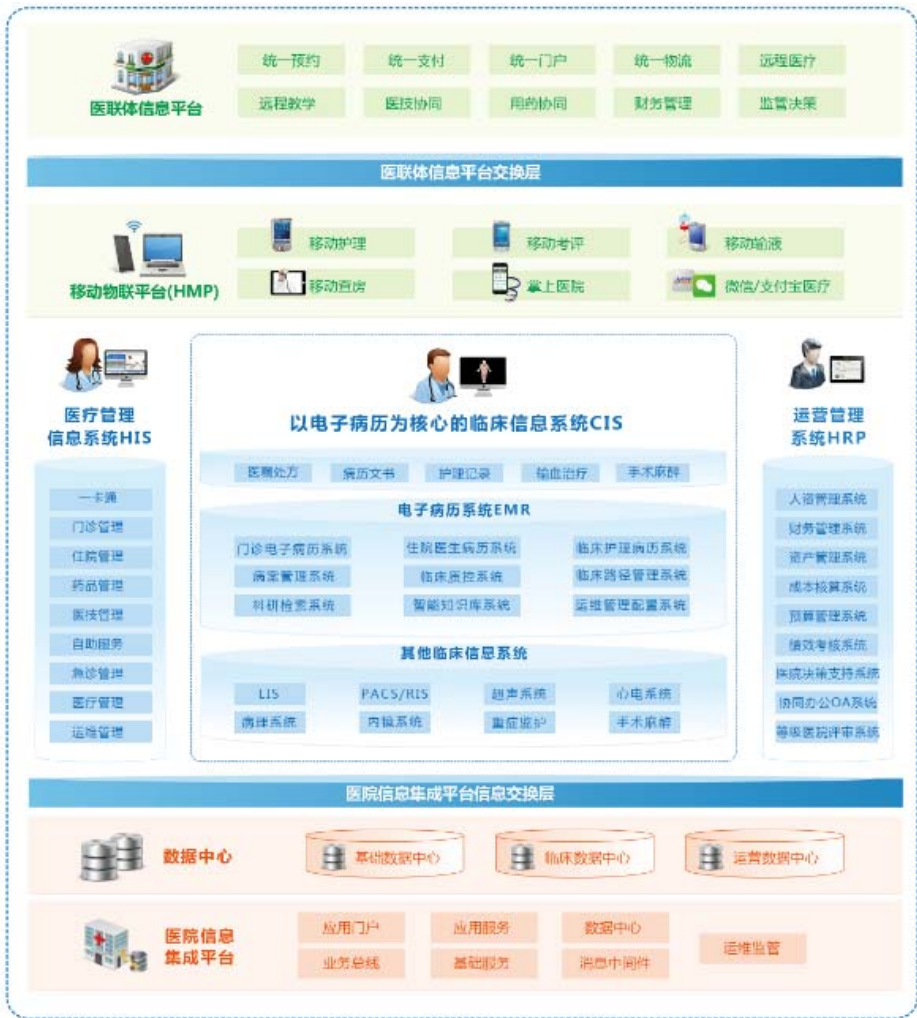 统一预约 统一支付 统一门户 统一物流 远程医疗
医联体信息平台
远程教学 医技协同 用药协同 财务管理 监管决策
医联体信息平台交换层
移动护理 移动考评 移动输液
移动物联平台(HMP)
移动查房 掌上医院 微信/支付宝医疗
医疗管理
信息系统HIS
一卡通
门诊管理
住院管理
药品管理
医技管理
自助服务
急诊管理
医疗管理
运维管理
以电子病历为核心的临床信息系统CIS
医嘱处方 病历文书 护理记录 输血治疗 手术麻醉
电子病历系统EMR
门诊电子病历系统 住院医生病历系统 临床护理病历系统
病案管理系统 临床质控系统 临床路径管理系统
科研检索系统 智能知识库系统 运维管理配置系统
其他临床信息系统
LIS PACS/RIS 超声系统 心电系统
病理系统 内镜系统 重症监护 手术麻醉
运营管理
系统HRP
人资管理系统
财务管理系统
资产管理系统
成本核算系统
预算管理系统
绩效考核系统
医院决策支持系统
协同办公OA系统
等级医院评审系统
医院信息集成平台信息交换层
数据中心 基础数据中心 临床数据中心 运营数据中心
医院信息
集成平台
应用门户 应用服务 数据中心
运维监管
业务总线 基础服务 消息中间件